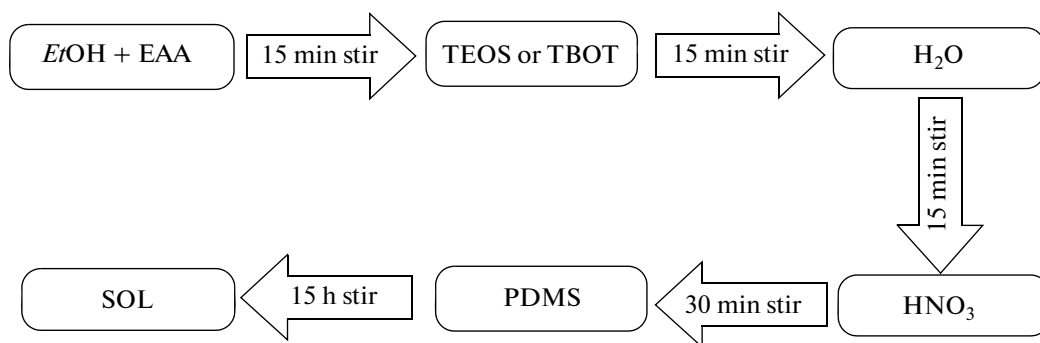 EtOH + EAA
15 min stir
TEOS or TBOT
15 min stir
H₂O
15 min stir
HNO₃
30 min stir
PDMS
15 h stir
SOL